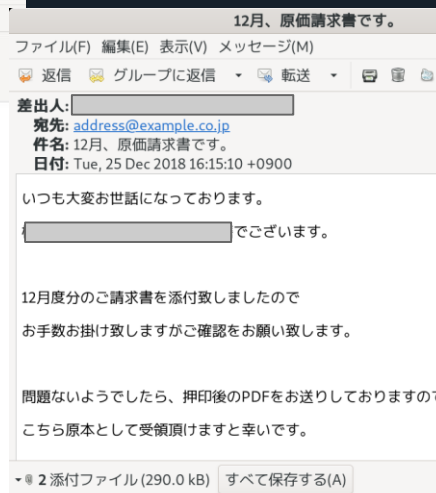 12月、原価請求書です。
ファイル(F) 編集(E) 表示(V) メッセージ(M)
返信 グループに返信 転送
差出人:
宛先: address@example.co.jp
件名: 12月、原価請求書です。
日付: Tue, 25 Dec 2018 16:15:10 +0900
いつも大変お世話になっております。
でございます。
12月度分のご請求書を添付致しましたので
お手数お掛け致しますがご確認をお願い致します。
問題ないようでしたら、押印後のPDFをお送りしておりますので
こちら原本として受領頂けますと幸いです。
2 添付ファイル (290.0 kB) すべて保存する(A)